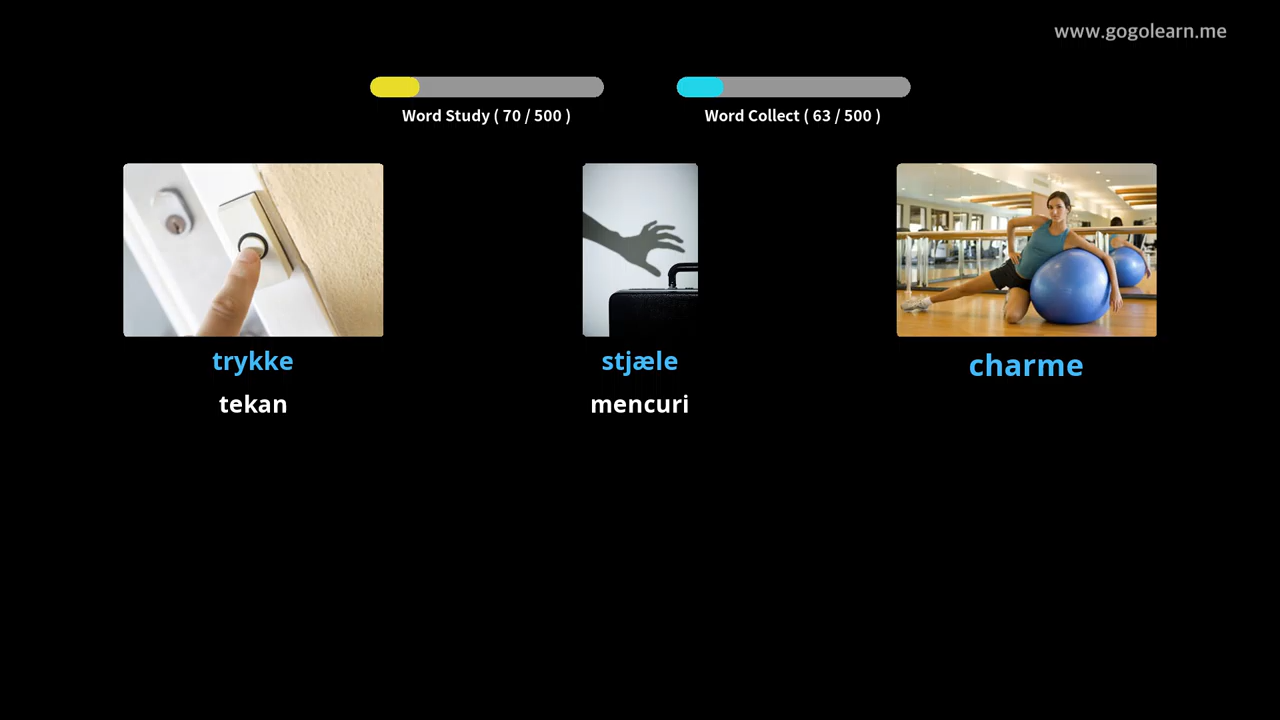 www.gogolearn.me
Word Study ( 70 / 500 )
Word Collect ( 63 / 500 )
trykke
tekan
stjæle
mencuri
charme